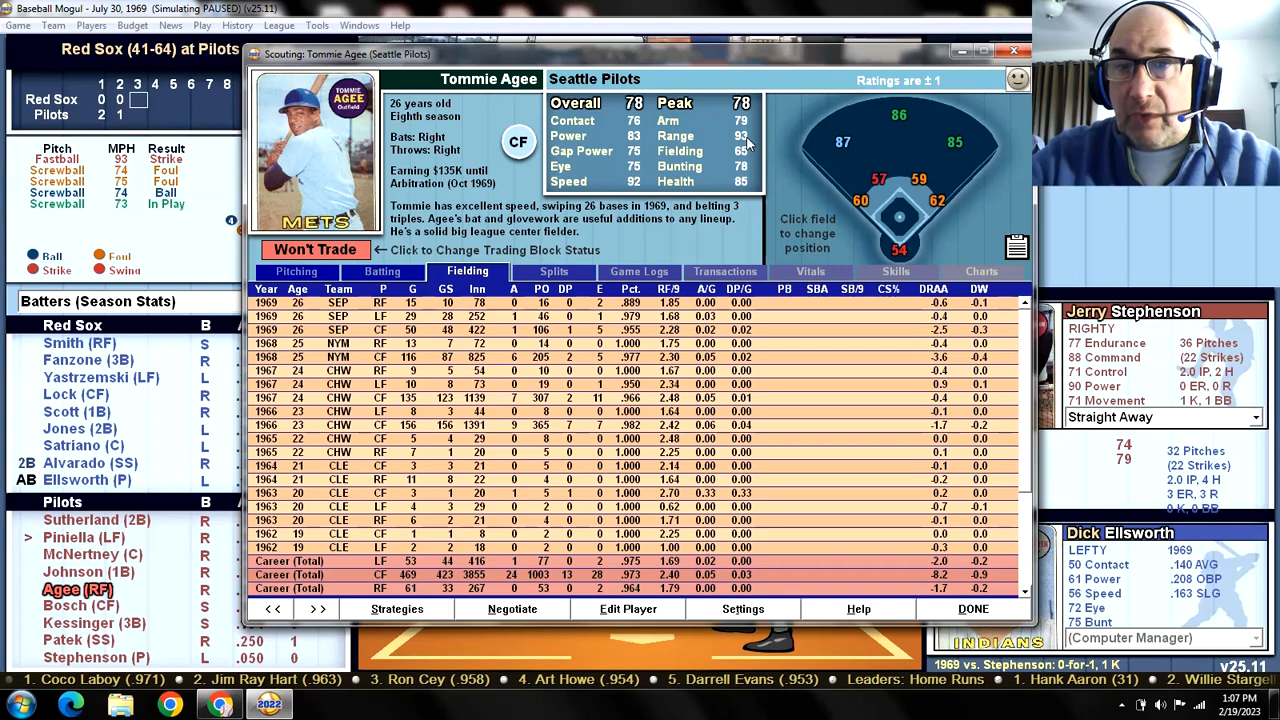 Baseball Mogul - July 30, 1969 (Simulating PAUSED) (v25.11)
Game Team Players Budget News Play History League Tools Windows Help
Red Sox (41-64) at Pilots
1 2 3 4 5 6 7 8
Red Sox 0 0
Pilots 2 1
Pitch MPH Result
Fastball 93 Strike
Screwball 74 Foul
Screwball 75 Foul
Screwball 74 Ball
Screwball 73 In Play
4
Ball Foul
Strike Swing
Batters (Season Stats)
Red Sox B
Smith (RF) S
Fanzone (3B) R
Yastrzemski (LF) L
Lock (CF) R
Scott (1B) R
Jones (2B) L
Satriano (C) L
2B Alvarado (SS) R
AB Ellsworth (P) L
Pilots B
Sutherland (2B) R
> Piniella (LF) R
McNertney (C) R
Johnson (1B) R
Agee (RF) R
Bosch (CF) S
Kessinger (3B) S
Patek (SS) R .250 1
Stephenson (P) L .050 0
Scouting: Tommie Agee (Seattle Pilots)
TOMMIE AGEE Outfield
METS
Tommie Agee
26 years old
Eighth season
Bats: Right
Throws: Right
CF
Earning $135K until
Arbitration (Oct 1969)
Seattle Pilots
Ratings are ± 1
Overall 78 Peak 78
Contact 76 Arm 79
Power 83 Range 93
Gap Power 75 Fielding 65
Eye 75 Bunting 78
Speed 92 Health 85
Tommie has excellent speed, swiping 26 bases in 1969, and belting 3
triples. Agee's bat and glovework are useful additions to any lineup.
He's a solid big league center fielder.
86
87 85
57 59
60 62
54
Click field
to change
position
Won't Trade ← Click to Change Trading Block Status
Pitching Batting Fielding Splits Game Logs Transactions Vitals Skills Charts
Year Age Team P G GS Inn A PO DP E Pct. RF/9 A/G DP/G PB SBA SB/9 CS% DRAA DW
1969 26 SEP RF 15 10 78 0 16 0 2 .889 1.85 0.00 0.00 -0.6 -0.1
1969 26 SEP LF 29 28 252 1 46 0 1 .979 1.68 0.03 0.00 -0.4 0.0
1969 26 SEP CF 50 48 422 1 106 1 5 .955 2.28 0.02 0.02 -2.5 -0.3
1968 25 NYM RF 13 7 72 0 14 0 0 1.000 1.75 0.00 0.00 -0.4 0.0
1968 25 NYM CF 116 87 825 6 205 2 5 .977 2.30 0.05 0.02 -3.6 -0.4
1967 24 CHW RF 9 5 54 0 10 0 0 1.000 1.67 0.00 0.00 -0.4 0.0
1967 24 CHW LF 10 8 73 0 19 0 1 .950 2.34 0.00 0.00 0.9 0.1
1967 24 CHW CF 135 123 1139 7 307 2 11 .966 2.48 0.05 0.01 -0.4 0.0
1966 23 CHW LF 8 3 44 0 8 0 0 1.000 1.64 0.00 0.00 -0.1 0.0
1966 23 CHW CF 156 156 1391 9 365 7 7 .982 2.42 0.06 0.04 -1.7 -0.2
1965 22 CHW CF 5 4 29 0 8 0 0 1.000 2.48 0.00 0.00 0.0 0.0
1965 22 CHW RF 7 1 20 0 5 0 0 1.000 2.25 0.00 0.00 0.1 0.0
1964 21 CLE CF 3 3 21 0 5 0 0 1.000 2.14 0.00 0.00 -0.1 0.0
1964 21 CLE RF 11 8 22 0 4 0 0 1.000 1.64 0.00 0.00 -0.2 0.0
1963 20 CLE CF 3 1 20 1 5 1 0 1.000 2.70 0.33 0.33 0.2 0.0
1963 20 CLE LF 4 3 29 0 2 0 0 1.000 0.62 0.00 0.00 -0.7 -0.1
1963 20 CLE RF 6 2 21 0 4 0 0 1.000 1.71 0.00 0.00 -0.1 0.0
1962 19 CLE CF 1 1 8 0 2 0 0 1.000 2.25 0.00 0.00 0.0 0.0
1962 19 CLE LF 2 2 18 0 2 0 0 1.000 1.00 0.00 0.00 -0.3 0.0
Career (Total) LF 53 44 416 1 77 0 2 .975 1.69 0.02 0.00 -2.0 -0.2
Career (Total) CF 469 423 3855 24 1003 13 28 .973 2.40 0.05 0.03 -8.2 -0.9
Career (Total) RF 61 33 267 0 53 0 2 .964 1.79 0.00 0.00 -1.7 -0.2
<< >> Strategies Negotiate Edit Player Settings Help DONE
Jerry Stephenson
RIGHTY
77 Endurance 36 Pitches
88 Command (22 Strikes)
71 Control 2.0 IP, 2 H
90 Power 0 ER, 0 R
71 Movement 1 K, 1 BB
Straight Away
74
79
32 Pitches
(22 Strikes)
2.0 IP, 4 H
3 ER, 3 R
0 K, 0 BB
Dick Ellsworth
LEFTY 1969
50 Contact .140 AVG
61 Power .208 OBP
56 Speed .163 SLG
72 Eye
75 Bunt
INDIANS
(Computer Manager)
1969 vs. Stephenson: 0-for-1, 1 K v25.11
1. Coco Laboy (.971) 2. Jim Ray Hart (.963) 3. Ron Cey (.958) 4. Art Howe (.954) 5. Darrell Evans (.953) Leaders: Home Runs 1. Hank Aaron (31) 2. Willie Stargel
2022
1:07 PM
2/19/2023